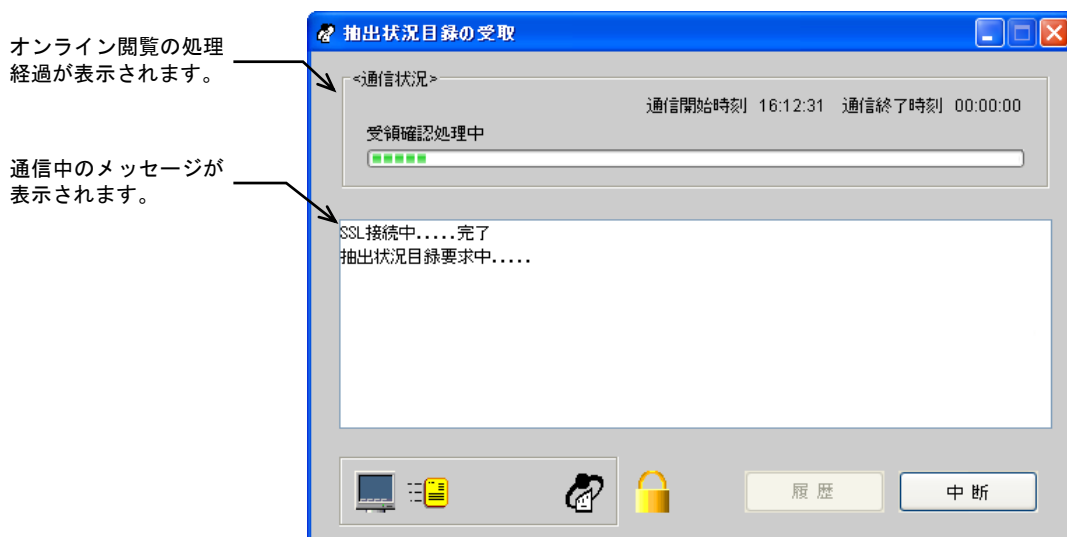 抽出状況目録の受取
オンライン閲覧の処理
経過が表示されます。
<通信状況>
通信開始時刻 16:12:31 通信終了時刻 00:00:00
受領確認処理中
通信中のメッセージが
表示されます。
SSL接続中.....完了
抽出状況目録要求中.....
履歴
中断